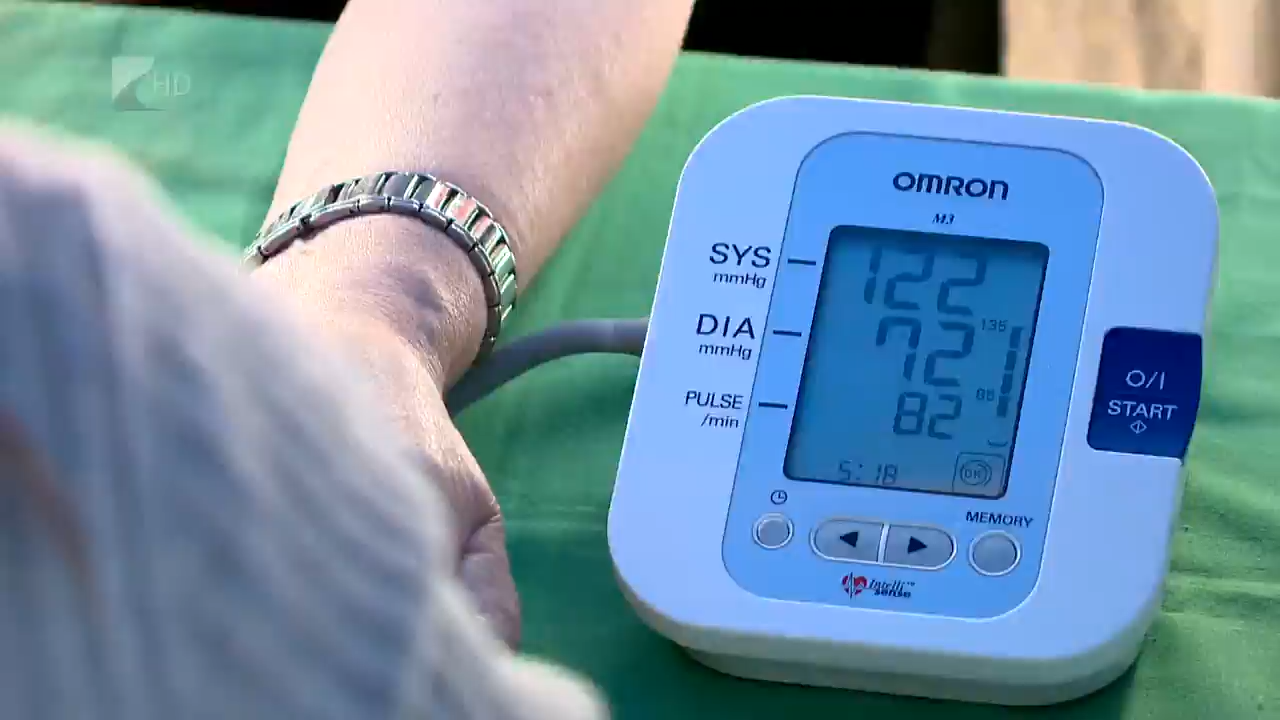 HD
OMRON
M3
SYS
mmHg
122
DIA
mmHg
72
135
85
PULSE
/min
82
5:18
OK
O/I
START
MEMORY
Intelli™
sense